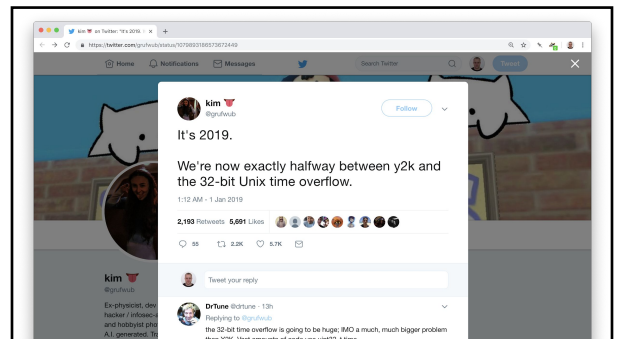 kim on Twitter: "It's 2019.
https://twitter.com/grufwub/status/1079993186573672449
Home Notifications Messages Search Twitter Tweet
kim
@grufwub
Follow
It's 2019.
We're now exactly halfway between y2k and
the 32-bit Unix time overflow.
1:12 AM - 1 Jan 2019
2,193 Retweets 5,691 Likes
55 2.2K 5.7K
Tweet your reply
kim
@grufwub
Ex-physicist, dev
hacker / infosec-a
and hobbyist pho
A.I. generated. Tra
DrTune @drtune · 13h
Replying to @grufwub
the 32-bit time overflow is going to be huge; IMO a much, much bigger problem